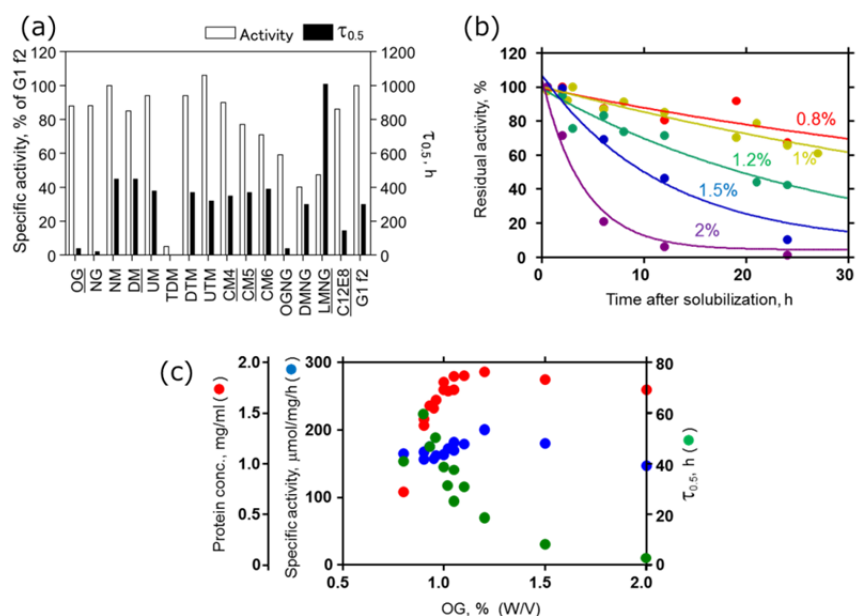 (a)
Activity τ0.5
Specific activity, % of G1 f2
120
100
80
60
40
20
0
1200
1000
800
600
400
200
0
τ0.5, h
OG
NG
NM
DM
UM
TDM
DTM
UTM
CM4
CM5
CM6
OGNG
DMNG
LMNG
C12E8
G1 f2
(b)
Residual activity, %
120
100
80
60
40
20
0
0.8%
1%
1.2%
1.5%
2%
0 10 20 30
Time after solubilization, h
(c)
Protein conc., mg/ml ( )
2.0
1.5
1.0
0.5
0
Specific activity, μmol/mg/h ( )
300
200
100
0
80
60
40
20
0
τ0.5, h ( )
0.5 1.0 1.5 2.0
OG, % (W/V)